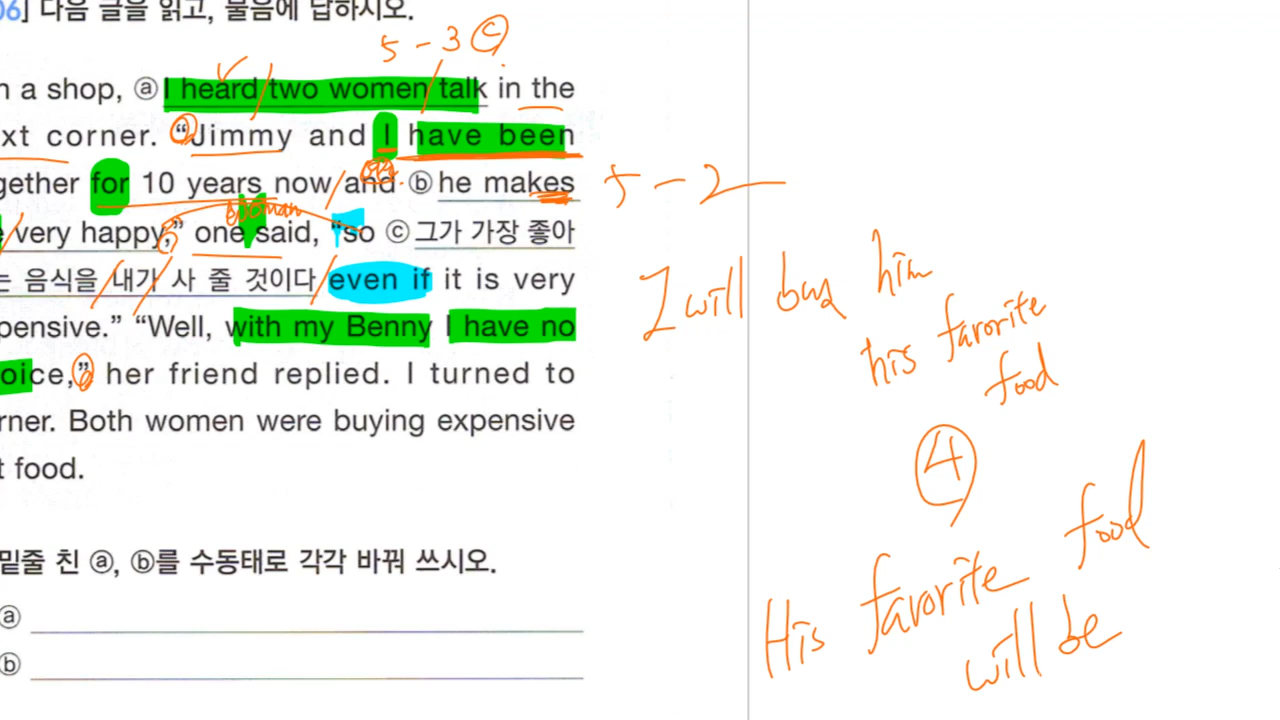 06] 다음 글을 읽고, 물음에 답하시오.
5-3 ⓒ
n a shop, ⓐ I heard two women talk in the
xt corner. “Jimmy and I have been
gether for 10 years now and ⓑ he makes
5-2
woman
very happy,” one said, “so ⓒ 그가 가장 좋아
는 음식을 내가 사 줄 것이다 even if it is very
pensive.” “Well, with my Benny I have no
oice,” her friend replied. I turned to
rner. Both women were buying expensive
t food.
I will buy him
his favorite
food
④
His favorite food
will be
밑줄 친 ⓐ, ⓑ를 수동태로 각각 바꿔 쓰시오.
ⓐ
ⓑ